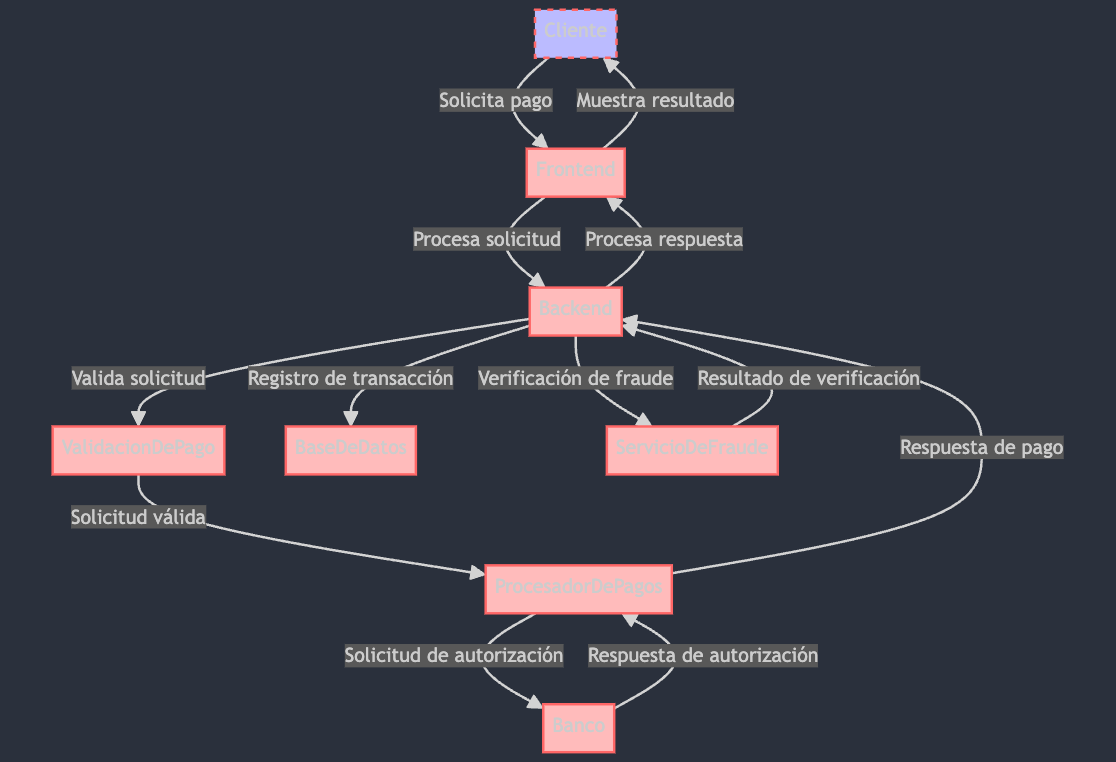 Cliente
Solicita pago
Muestra resultado
Frontend
Procesa solicitud
Procesa respuesta
Backend
Valida solicitud
Registro de transacción
Verificación de fraude
Resultado de verificación
ValidacionDePago
BaseDeDatos
ServicioDeFraude
Respuesta de pago
Solicitud válida
ProcesadorDePagos
Solicitud de autorización
Respuesta de autorización
Banco